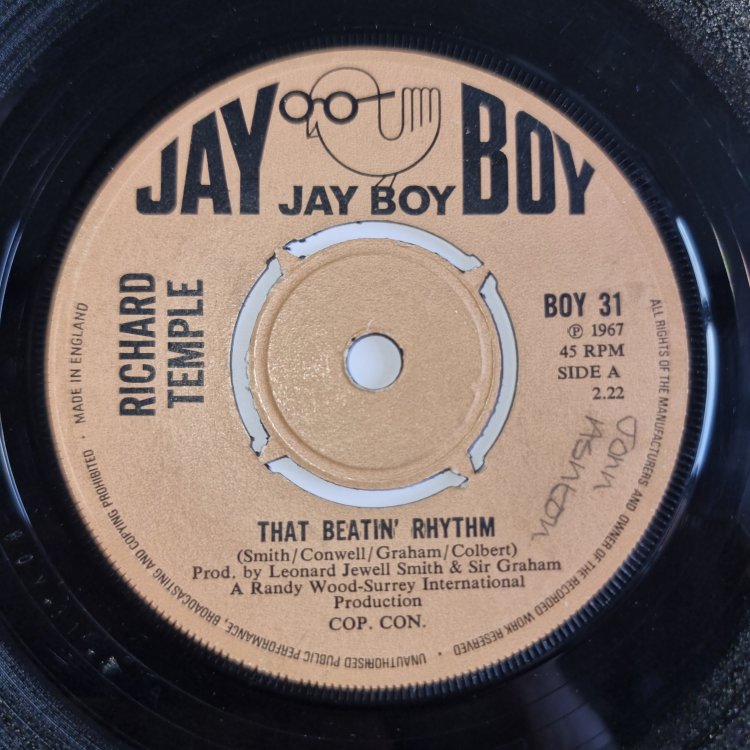 JAY BOY
JAY BOY
RICHARD
TEMPLE
BOY 31
℗ 1967
45 RPM
SIDE A
2.22
John
Ashton
THAT BEATIN' RHYTHM
(Smith/Conwell/Graham/Colbert)
Prod. by Leonard Jewell Smith & Sir Graham
A Randy Wood-Surrey International
Production
COP. CON.
ALL RIGHTS OF THE MANUFACTURERS AND OWNER OF THE RECORDED WORK RESERVED · UNAUTHORISED PUBLIC PERFORMANCE, BROADCASTING AND COPYING PROHIBITED · MADE IN ENGLAND